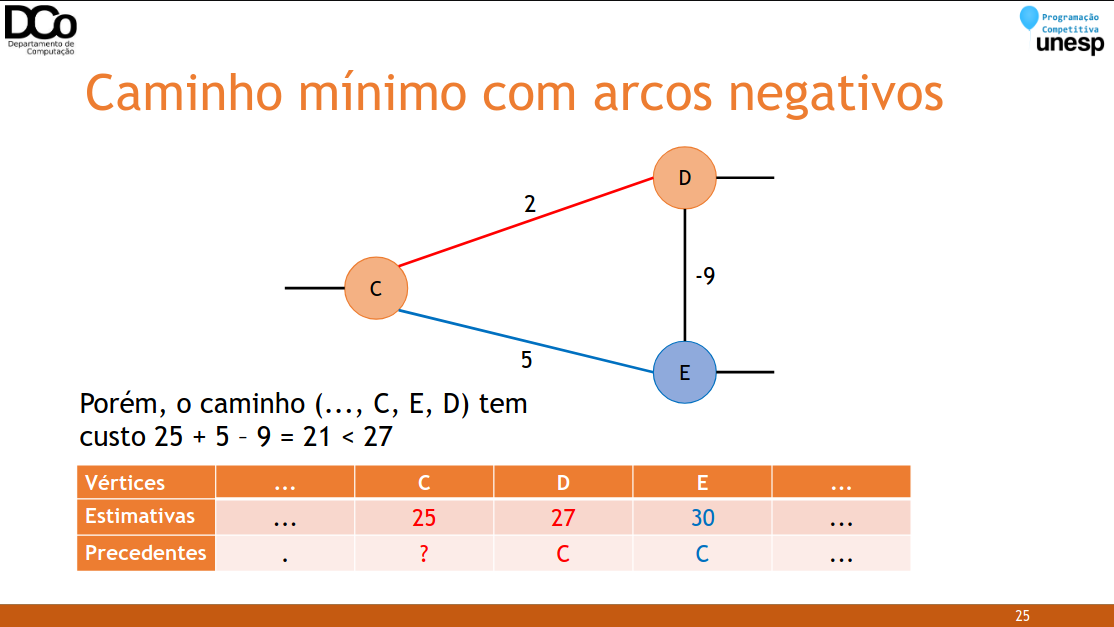 DCo
Departamento de
Computação
Programação
Competitiva
unesp
Caminho mínimo com arcos negativos
D
2
-9
C
5
E
Porém, o caminho (..., C, E, D) tem
custo 25 + 5 – 9 = 21 < 27
Vértices ... C D E ...
Estimativas ... 25 27 30 ...
Precedentes . ? C C ...
25